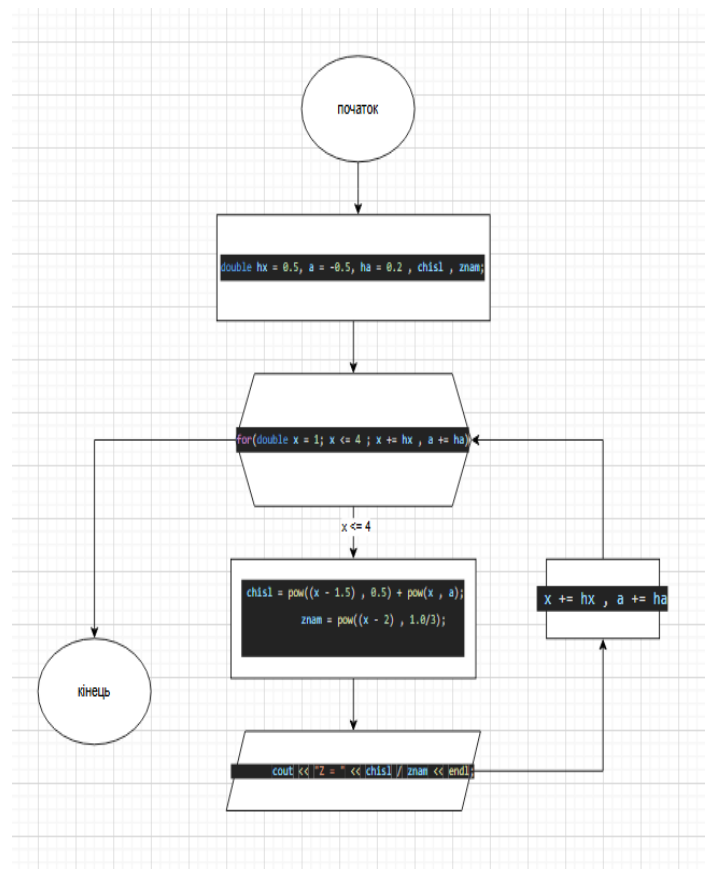 початок
double hx = 0.5, a = -0.5, ha = 0.2 , chisl , znam;
for(double x = 1; x <= 4 ; x += hx , a += ha)
x <= 4
chisl = pow((x - 1.5) , 0.5) + pow(x , a);
znam = pow((x - 2) , 1.0/3);
x += hx , a += ha
кінець
cout << "Z = " << chisl / znam << endl;